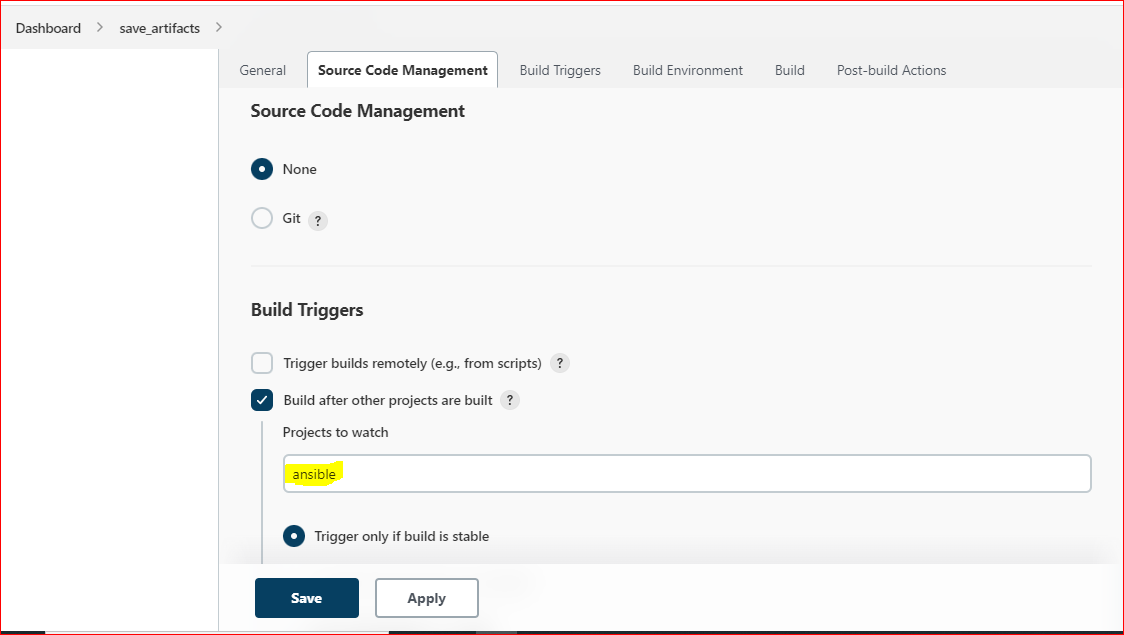 Dashboard > save_artifacts >
General Source Code Management Build Triggers Build Environment Build Post-build Actions
Source Code Management
None
Git ?
Build Triggers
Trigger builds remotely (e.g., from scripts) ?
Build after other projects are built ?
Projects to watch
ansible
Trigger only if build is stable
Save Apply